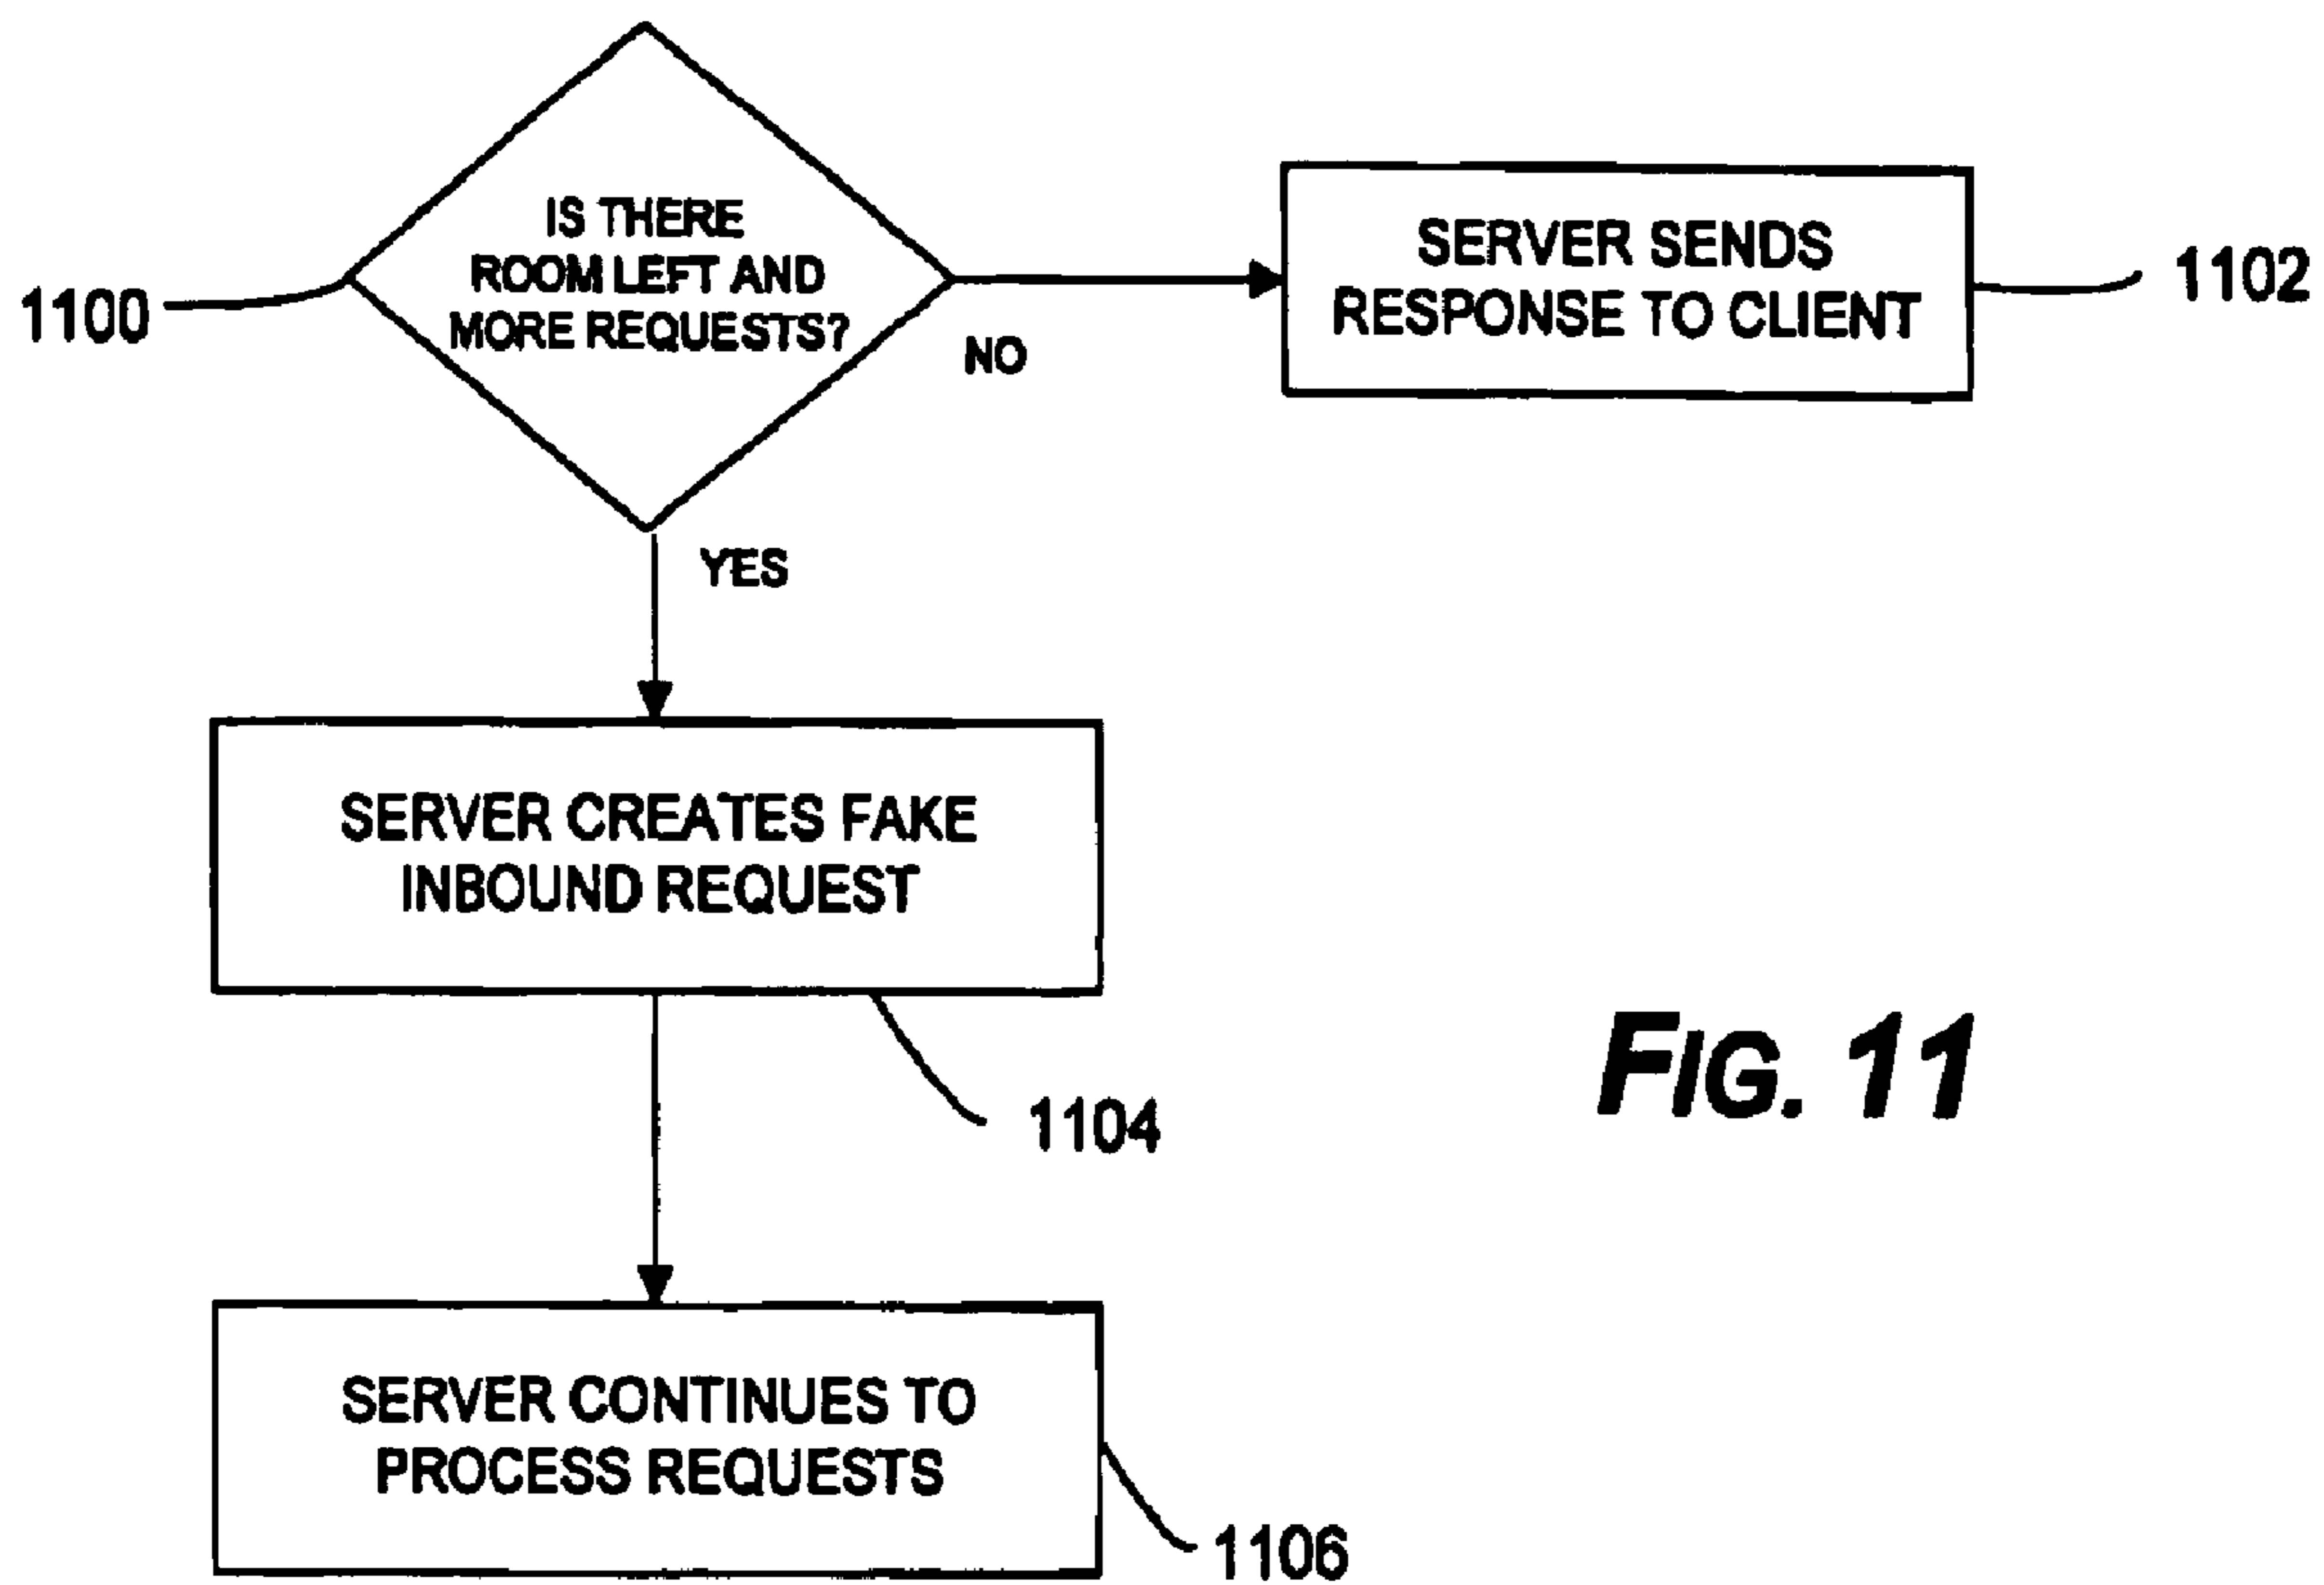 IS THERE
ROOM LEFT AND
MORE REQUESTS?
1100
NO
SERVER SENDS
RESPONSE TO CLIENT
1102
YES
SERVER CREATES FAKE
INBOUND REQUEST
1104
FIG. 11
SERVER CONTINUES TO
PROCESS REQUESTS
1106